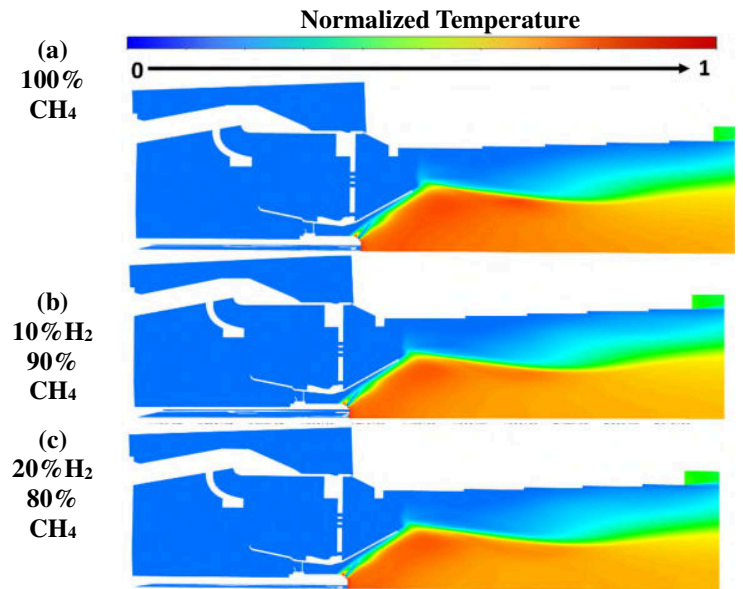 Normalized Temperature
0
1
(a)
100%
CH₄
(b)
10%H₂
90%
CH₄
(c)
20%H₂
80%
CH₄